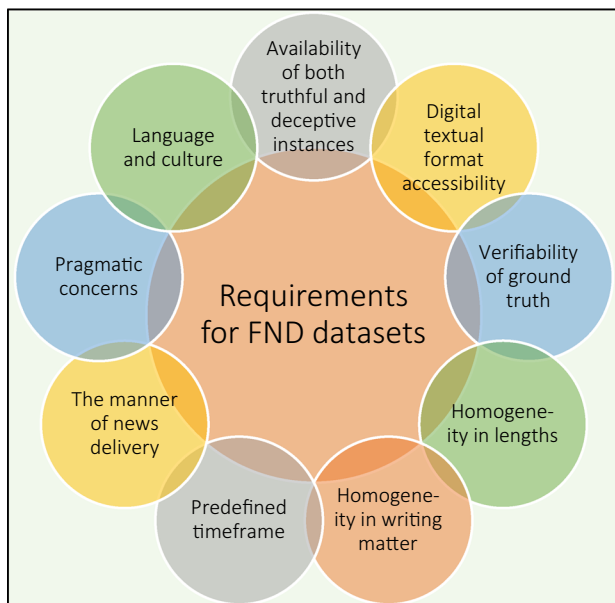 Availability
of both
truthful and
deceptive
instances
Digital
textual
format
accessibility
Verifiability
of ground
truth
Homogene-
ity in lengths
Homogene-
ity in writing
matter
Predefined
timeframe
The manner
of news
delivery
Pragmatic
concerns
Language
and culture
Requirements
for FND datasets